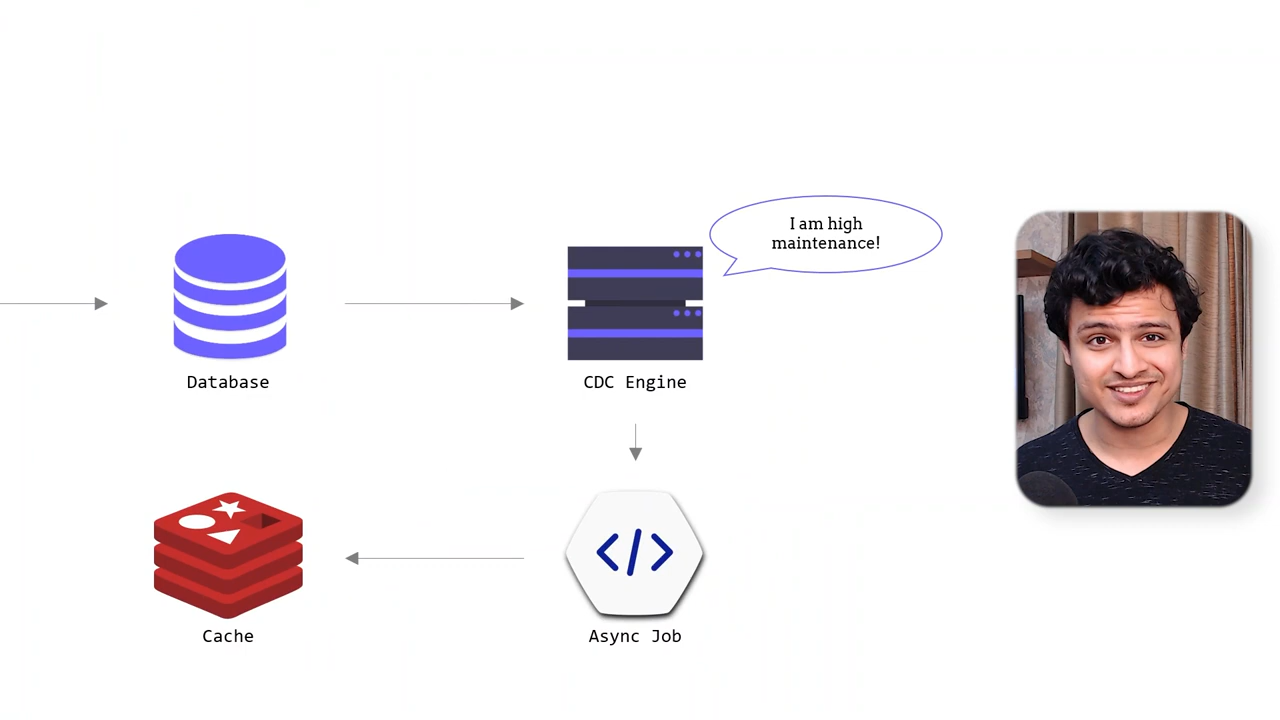 I am high
maintenance!
Database
CDC Engine
Cache
Async Job